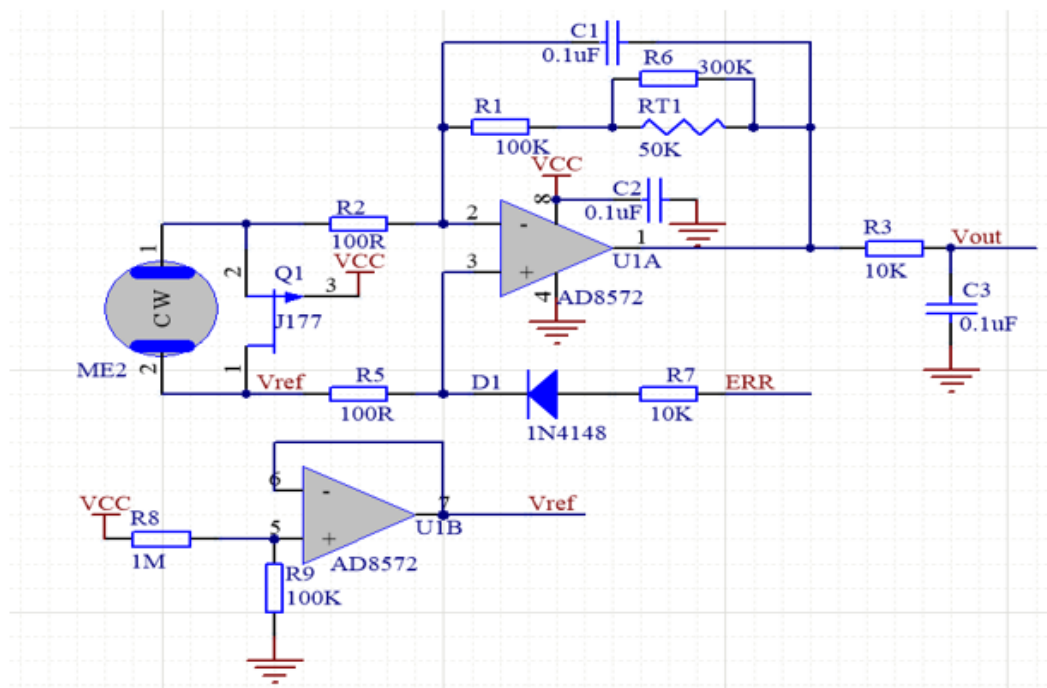 C1
0.1uF
R6
300K
R1
100K
RT1
50K
VCC
8
C2
0.1uF
R2
100R
2
-
1
U1A
R3
10K
Vout
1
CW
2
VCC
Q1
3
J177
3
+
4
AD8572
C3
0.1uF
ME2
2
1
Vref
R5
100R
D1
1N4148
R7
10K
ERR
6
-
7
Vref
U1B
VCC
R8
1M
5
+
AD8572
R9
100K